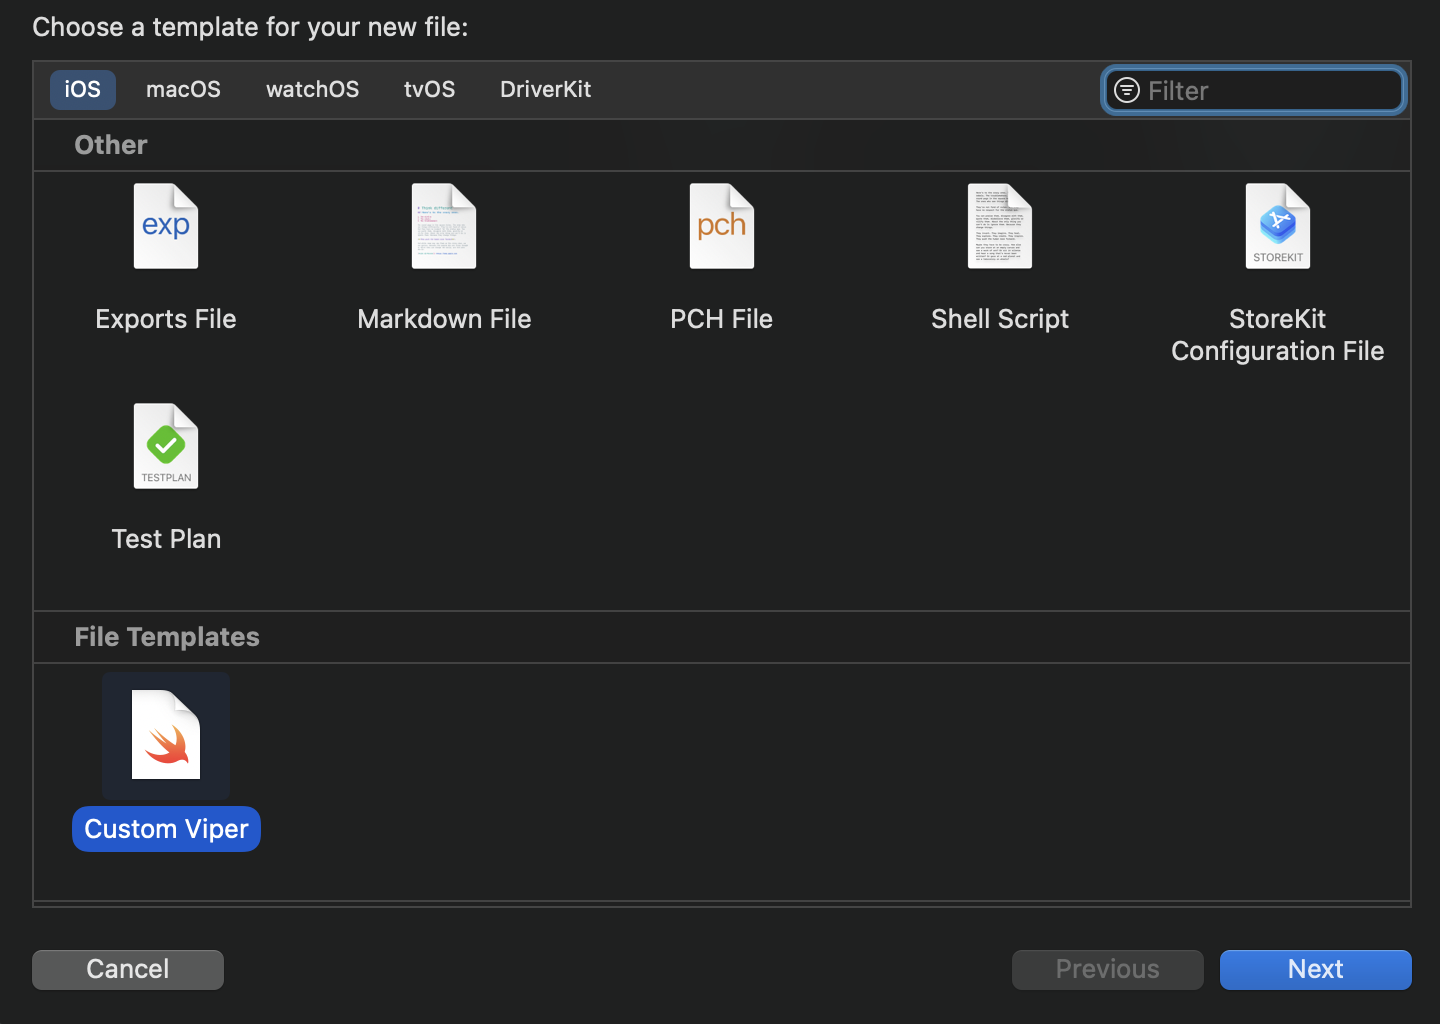 Choose a template for your new file:
iOS macOS watchOS tvOS DriverKit Filter
Other
exp pch STOREKIT
Exports File Markdown File PCH File Shell Script StoreKit
Configuration File
TESTPLAN
Test Plan
File Templates
Custom Viper
Cancel Previous Next